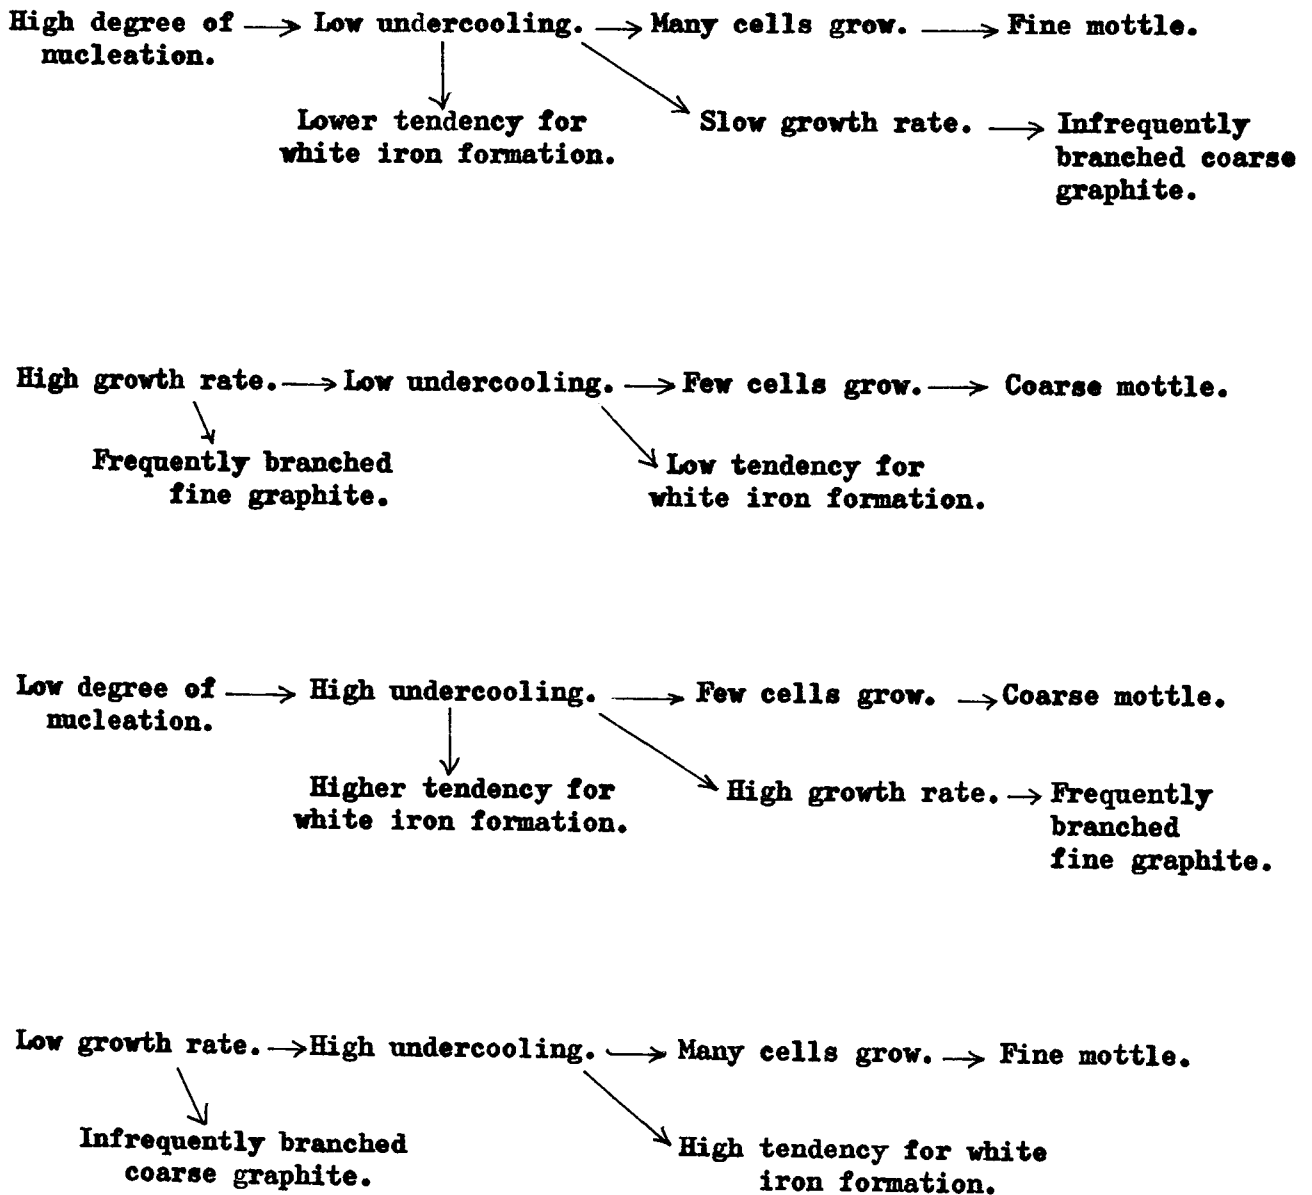 High degree of → Low undercooling. → Many cells grow. → Fine mottle.
nucleation.
Lower tendency for
white iron formation.
Slow growth rate. → Infrequently
branched coarse
graphite.
High growth rate. → Low undercooling. → Few cells grow. → Coarse mottle.
Frequently branched
fine graphite.
Low tendency for
white iron formation.
Low degree of → High undercooling. → Few cells grow. → Coarse mottle.
nucleation.
Higher tendency for
white iron formation.
High growth rate. → Frequently
branched
fine graphite.
Low growth rate. → High undercooling. → Many cells grow. → Fine mottle.
Infrequently branched
coarse graphite.
High tendency for white
iron formation.